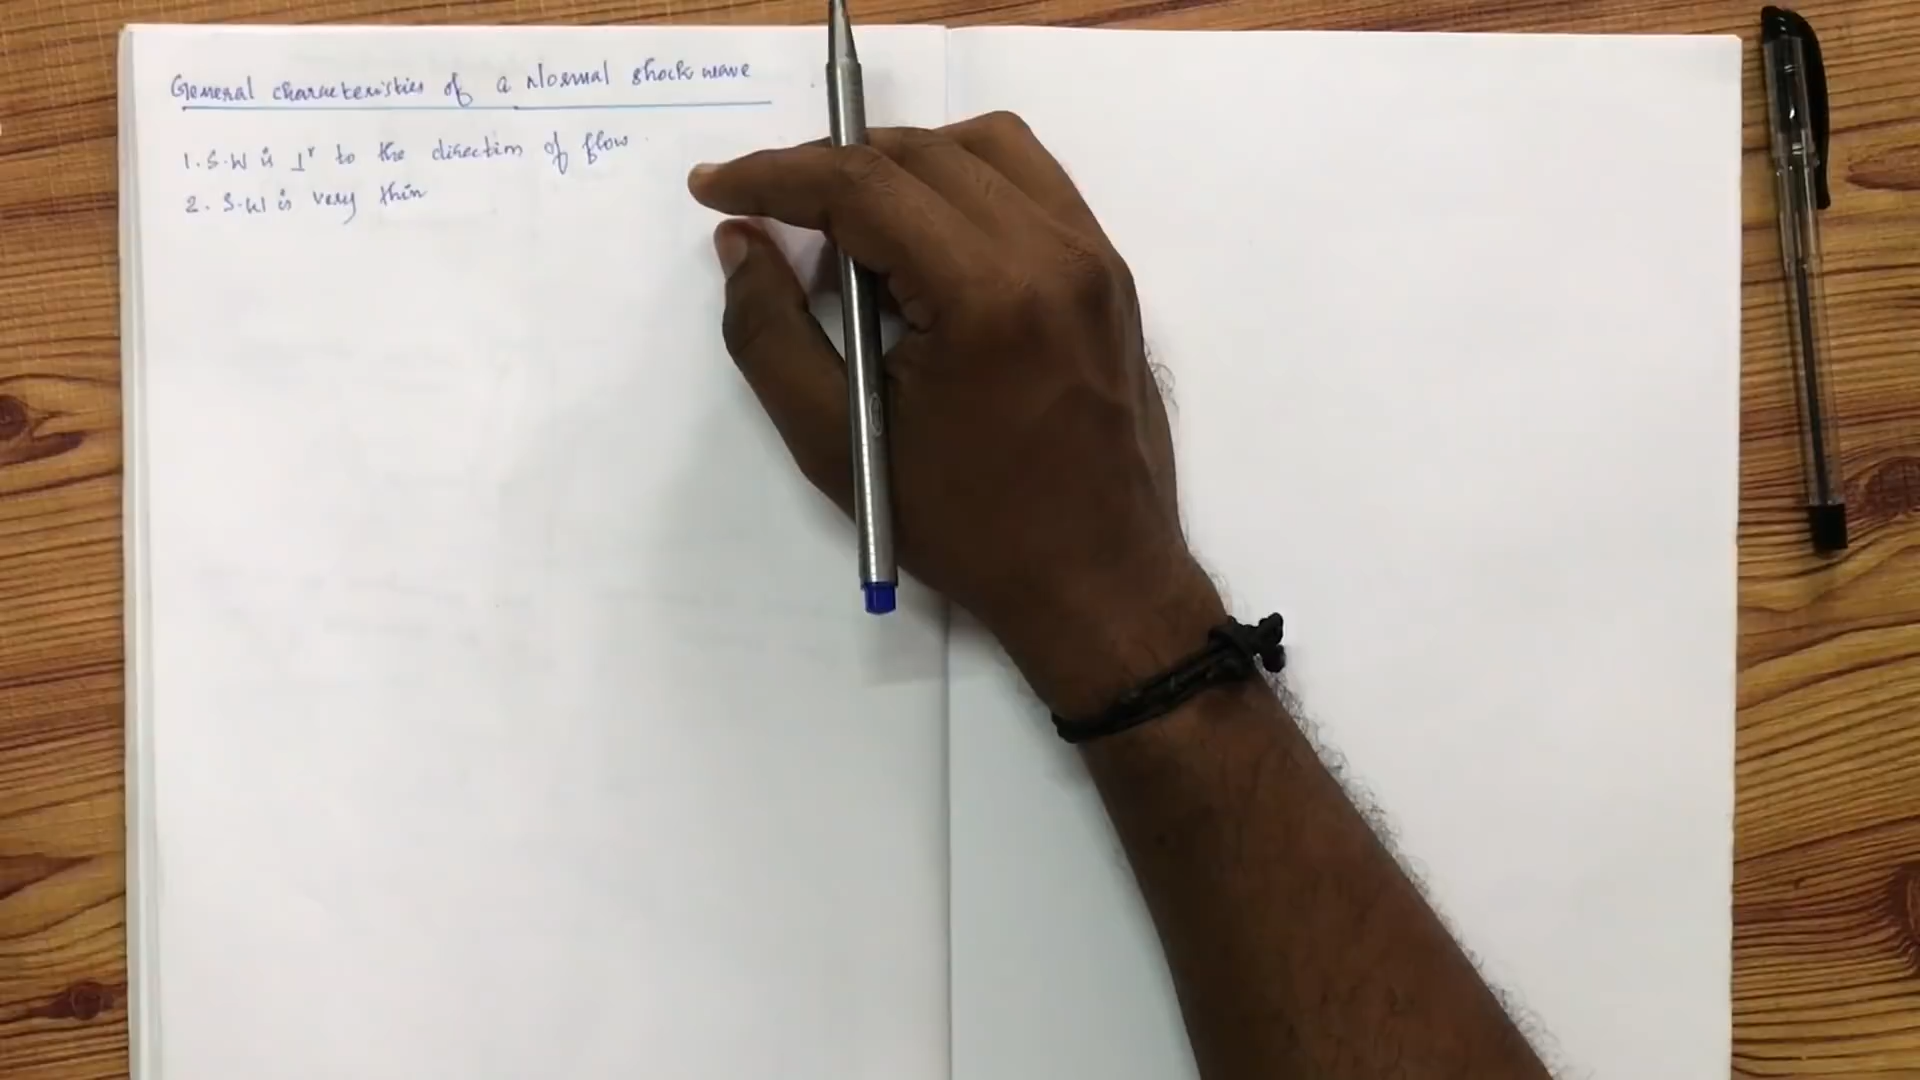 General characteristics of a Normal shock wave
1. S.W is ⊥r to the direction of flow.
2. S.W is very thin